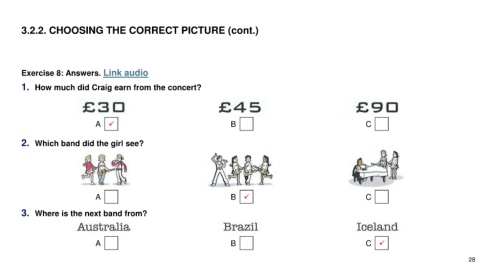 3.2.2. CHOOSING THE CORRECT PICTURE (cont.)
Exercise 8: Answers. Link audio
1. How much did Craig earn from the concert?
£30 £45 £90
A ✓ B C
2. Which band did the girl see?
A B ✓ C
3. Where is the next band from?
Australia Brazil Iceland
A B C ✓
28